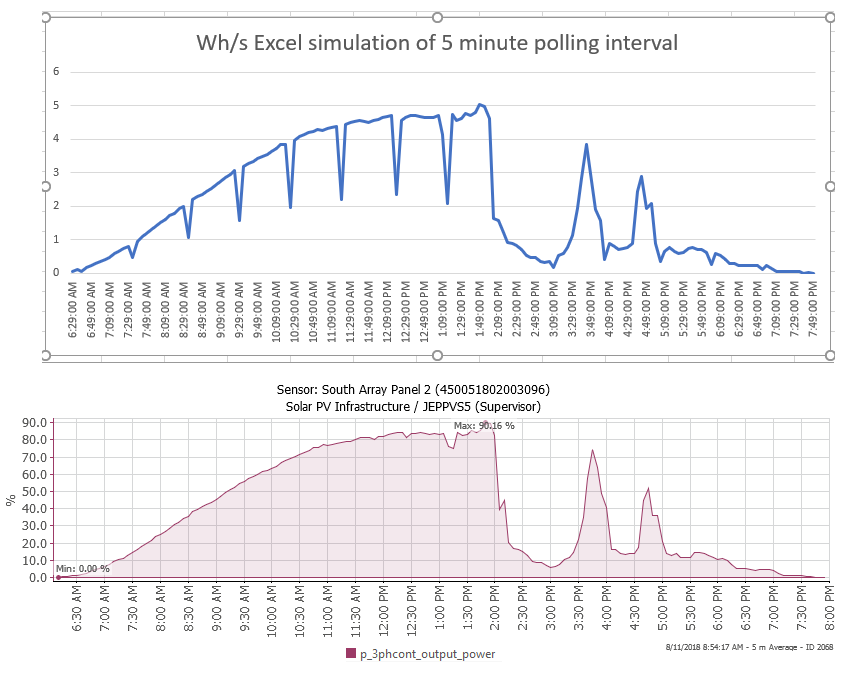 Wh/s Excel simulation of 5 minute polling interval
6
5
4
3
2
1
0
6:29:00 AM
6:49:00 AM
7:09:00 AM
7:29:00 AM
7:49:00 AM
8:09:00 AM
8:29:00 AM
8:49:00 AM
9:09:00 AM
9:29:00 AM
9:49:00 AM
10:09:00 AM
10:29:00 AM
10:49:00 AM
11:09:00 AM
11:29:00 AM
11:49:00 AM
12:09:00 PM
12:29:00 PM
12:49:00 PM
1:09:00 PM
1:29:00 PM
1:49:00 PM
2:09:00 PM
2:29:00 PM
2:49:00 PM
3:09:00 PM
3:29:00 PM
3:49:00 PM
4:09:00 PM
4:29:00 PM
4:49:00 PM
5:09:00 PM
5:29:00 PM
5:49:00 PM
6:09:00 PM
6:29:00 PM
6:49:00 PM
7:09:00 PM
7:29:00 PM
7:49:00 PM
Sensor: South Array Panel 2 (450051802003096)
Solar PV Infrastructure / JEPPVS5 (Supervisor)
%
90.0
80.0
70.0
60.0
50.0
40.0
30.0
20.0
10.0
0.0
Max: 90.16 %
Min: 0.00 %
6:30 AM
7:00 AM
7:30 AM
8:00 AM
8:30 AM
9:00 AM
9:30 AM
10:00 AM
10:30 AM
11:00 AM
11:30 AM
12:00 PM
12:30 PM
1:00 PM
1:30 PM
2:00 PM
2:30 PM
3:00 PM
3:30 PM
4:00 PM
4:30 PM
5:00 PM
5:30 PM
6:00 PM
6:30 PM
7:00 PM
7:30 PM
8:00 PM
p_3phcont_output_power
8/11/2018 8:54:17 AM - 5 m Average - ID 2068